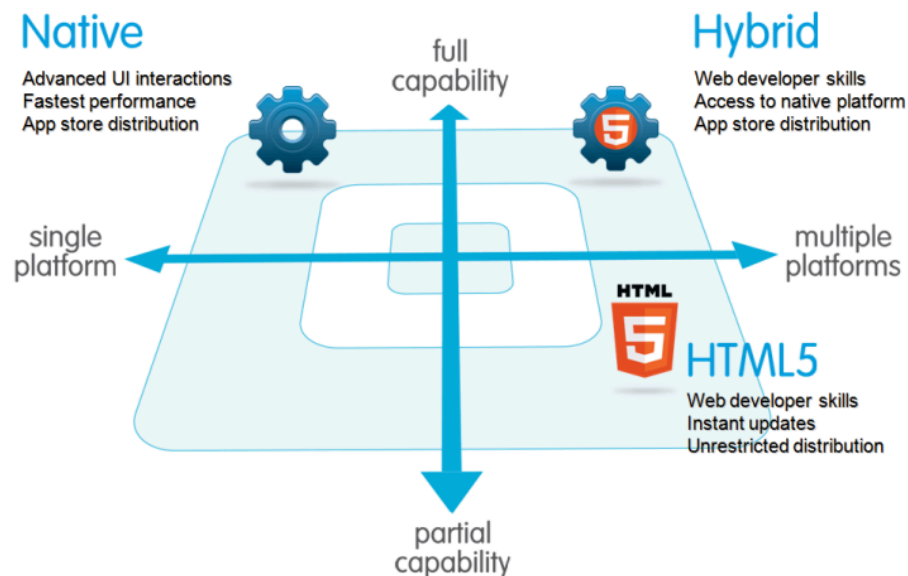 Native
Advanced UI interactions
Fastest performance
App store distribution
full
capability
Hybrid
Web developer skills
Access to native platform
App store distribution
5
single
platform
multiple
platforms
HTML
5
HTML5
Web developer skills
Instant updates
Unrestricted distribution
partial
capability